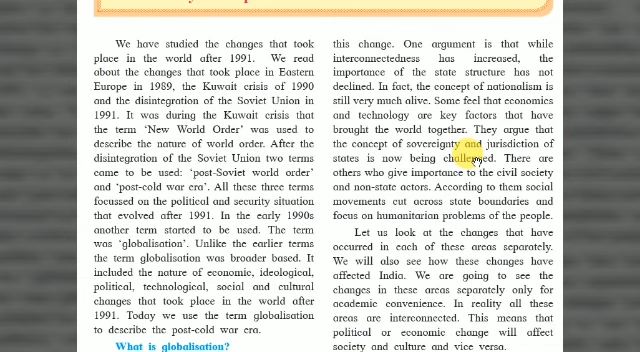 We have studied the changes that took
place in the world after 1991. We read
about the changes that took place in Eastern
Europe in 1989, the Kuwait crisis of 1990
and the disintegration of the Soviet Union in
1991. It was during the Kuwait crisis that
the term ‘New World Order’ was used to
describe the nature of world order. After the
disintegration of the Soviet Union two terms
came to be used: ‘post-Soviet world order’
and ‘post-cold war era’. All these three terms
focussed on the political and security situation
that evolved after 1991. In the early 1990s
another term started to be used. The term
was ‘globalisation’. Unlike the earlier terms
the term globalisation was broader based. It
included the nature of economic, ideological,
political, technological, social and cultural
changes that took place in the world after
1991. Today we use the term globalisation
to describe the post-cold war era.
What is globalisation?
this change. One argument is that while
interconnectedness has increased, the
importance of the state structure has not
declined. In fact, the concept of nationalism is
still very much alive. Some feel that economics
and technology are key factors that have
brought the world together. They argue that
the concept of sovereignty and jurisdiction of
states is now being challenged. There are
others who give importance to the civil society
and non-state actors. According to them social
movements cut across state boundaries and
focus on humanitarian problems of the people.
Let us look at the changes that have
occurred in each of these areas separately.
We will also see how these changes have
affected India. We are going to see the
changes in these areas separately only for
academic convenience. In reality all these
areas are interconnected. This means that
political or economic change will affect
society and culture and vice versa.